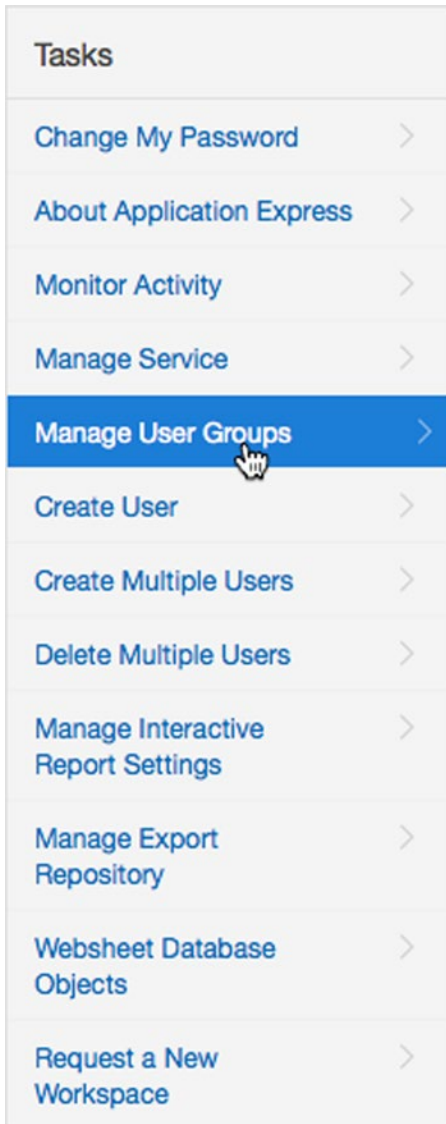 Tasks
Change My Password
About Application Express
Monitor Activity
Manage Service
Manage User Groups
Create User
Create Multiple Users
Delete Multiple Users
Manage Interactive
Report Settings
Manage Export
Repository
Websheet Database
Objects
Request a New
Workspace